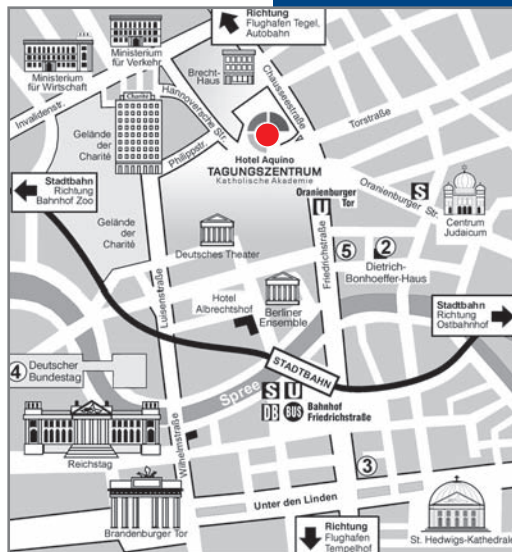 Richtung
Flughafen Tegel,
Autobahn
Ministerium
für Verkehr
Ministerium
für Wirtschaft
Brecht-
Haus
Chausseestraße
Invalidenstr.
Charité
Hannoversche Str.
Torstraße
Gelände
der
Charité
Philippstr.
Hotel Aquino
TAGUNGSZENTRUM
Katholische Akademie
Stadtbahn
Richtung
Bahnhof Zoo
Oranienburger
Tor
U
Oranienburger Str.
S
Centrum
Judaicum
Gelände
der
Charité
Deutsches Theater
Friedrichstraße
5
2
Dietrich-
Bonhoeffer-Haus
Luisenstraße
Hotel
Albrechtshof
Berliner
Ensemble
Stadtbahn
Richtung
Ostbahnhof
4
Deutscher
Bundestag
STADTBAHN
Spree
S U
DB BUS
Bahnhof
Friedrichstraße
Reichstag
Wilhelmstraße
3
Unter den Linden
Brandenburger Tor
Richtung
Flughafen
Tempelhof
St. Hedwigs-Kathedrale